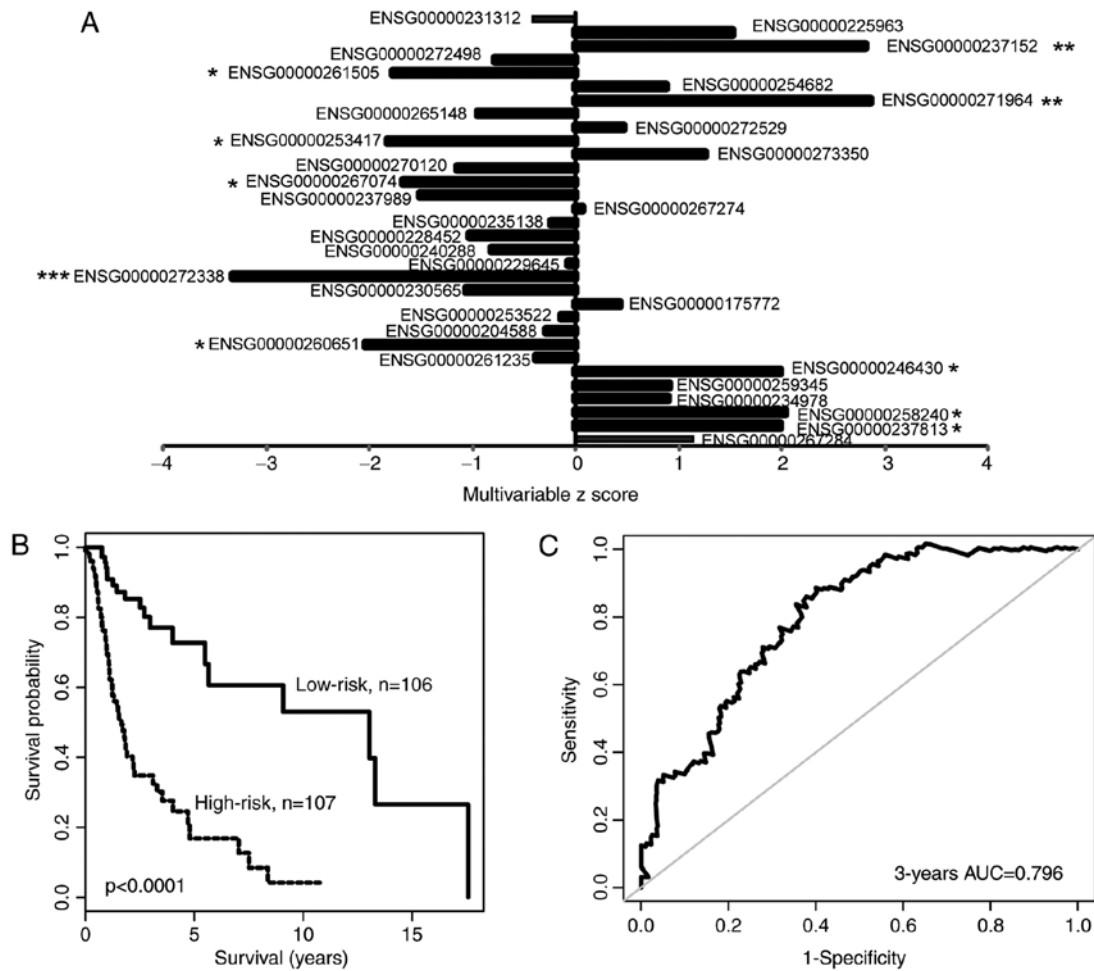 A
ENSG00000231312
ENSG00000225963
ENSG00000237152 **
ENSG00000272498
* ENSG00000261505
ENSG00000254682
ENSG00000271964 **
ENSG00000265148
ENSG00000272529
* ENSG00000253417
ENSG00000273350
ENSG00000270120
* ENSG00000267074
ENSG00000237989
ENSG00000267274
ENSG00000235138
ENSG00000228452
ENSG00000240288
ENSG00000229645
*** ENSG00000272338
ENSG00000230565
ENSG00000175772
ENSG00000253522
ENSG00000204588
* ENSG00000260651
ENSG00000261235
ENSG00000246430 *
ENSG00000259345
ENSG00000234978
ENSG00000258240 *
ENSG00000237813 *
ENSG00000267284
−4 −3 −2 −1 0 1 2 3 4
Multivariable z score
B
Survival probability
1.0
0.8
0.6
0.4
0.2
0.0
Low-risk, n=106
High-risk, n=107
p<0.0001
0 5 10 15
Survival (years)
C
Sensitivity
1.0
0.8
0.6
0.4
0.2
0.0
3-years AUC=0.796
0.0 0.2 0.4 0.6 0.8 1.0
1-Specificity